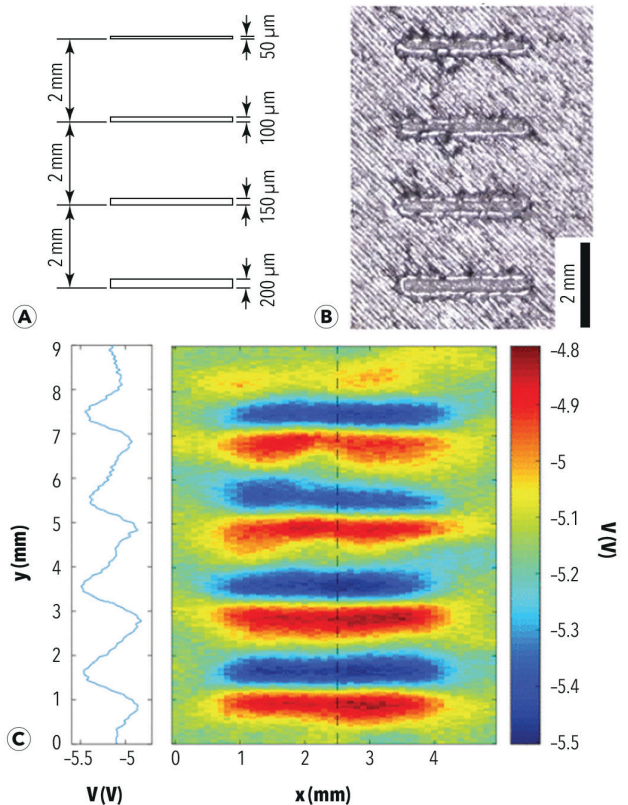 A
2 mm
2 mm
2 mm
50 µm
100 µm
150 µm
200 µm
B
2 mm
C
y (mm)
9
8
7
6
5
4
3
2
1
0
−5.5 −5
V (V)
0 1 2 3 4
x (mm)
−4.8
−4.9
−5
−5.1
−5.2
−5.3
−5.4
−5.5
V (V)